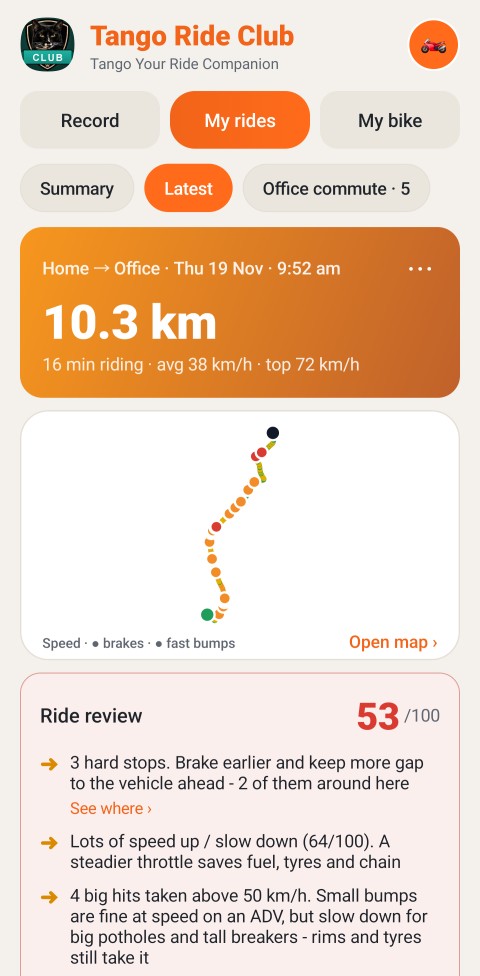 Tango Ride Club
CLUB
Tango Your Ride Companion
Record
My rides
My bike
Summary
Latest
Office commute · 5
Home → Office · Thu 19 Nov · 9:52 am
10.3 km
16 min riding · avg 38 km/h · top 72 km/h
Speed · ● brakes · ● fast bumps
Open map ›
Ride review
53 /100
3 hard stops. Brake earlier and keep more gap
to the vehicle ahead - 2 of them around here
See where ›
Lots of speed up / slow down (64/100). A
steadier throttle saves fuel, tyres and chain
4 big hits taken above 50 km/h. Small bumps
are fine at speed on an ADV, but slow down for
big potholes and tall breakers - rims and tyres
still take it